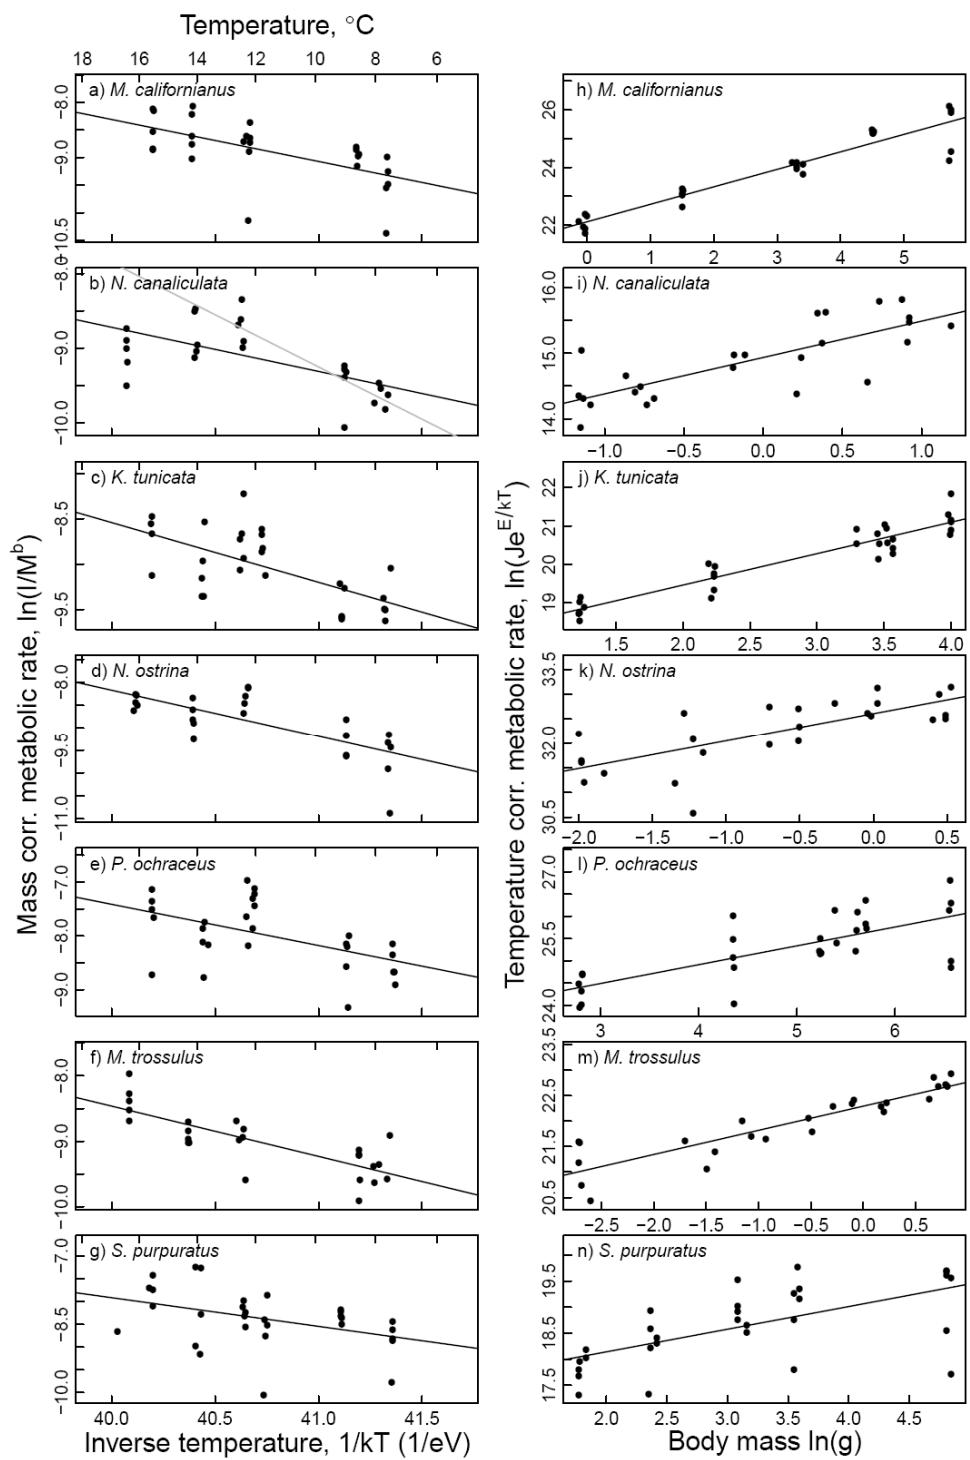 Temperature, °C
18 16 14 12 10 9 8 7 6
a) M. californianus
-8.0
-9.0
-10.5
h) M. californianus
26
24
22
0 1 2 3 4 5
b) N. canaliculata
-8.0
-9.0
-10.0
i) N. canaliculata
16.0
15.0
14.0
-1.0 -0.5 0.0 0.5 1.0
c) K. tunicata
-8.5
-9.5
j) K. tunicata
22
21
20
19
1.5 2.0 2.5 3.0 3.5 4.0
d) N. ostrina
-8.0
-9.5
-11.0
k) N. ostrina
33.5
32.0
30.5
-2.0 -1.5 -1.0 -0.5 0.0 0.5
e) P. ochraceus
-7.0
-8.0
-9.0
l) P. ochraceus
27.0
25.5
24.0
3 4 5 6
f) M. trossulus
-8.0
-9.0
-10.0
m) M. trossulus
23.5
22.5
21.5
20.5
-2.5 -2.0 -1.5 -1.0 -0.5 0.0 0.5
g) S. purpuratus
-7.0
-8.5
-10.0
n) S. purpuratus
19.5
18.5
17.5
40.0 40.5 41.0 41.5
2.0 2.5 3.0 3.5 4.0 4.5
Mass corr. metabolic rate, ln(I/M^b)
Temperature corr. metabolic rate, ln(Je^E/kT)
Inverse temperature, 1/kT (1/eV)
Body mass ln(g)